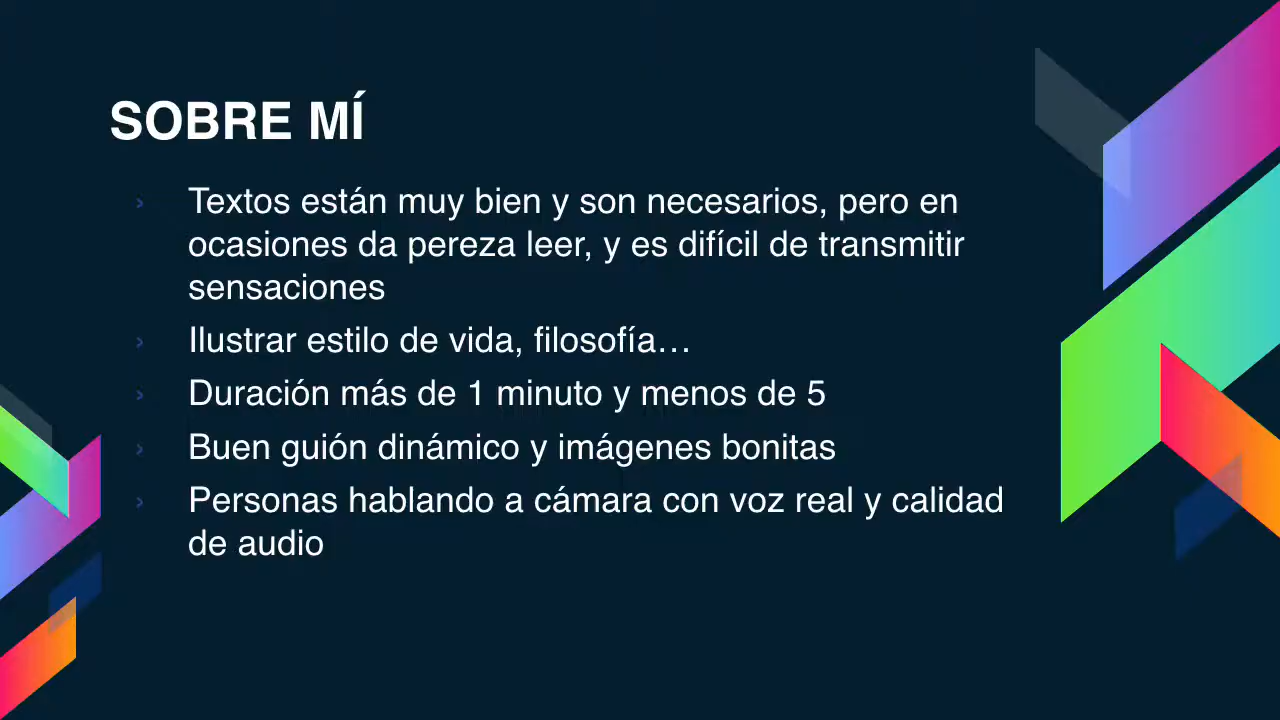 SOBRE MÍ
› Textos están muy bien y son necesarios, pero en
ocasiones da pereza leer, y es difícil de transmitir
sensaciones
› Ilustrar estilo de vida, filosofía…
› Duración más de 1 minuto y menos de 5
› Buen guión dinámico y imágenes bonitas
› Personas hablando a cámara con voz real y calidad
de audio